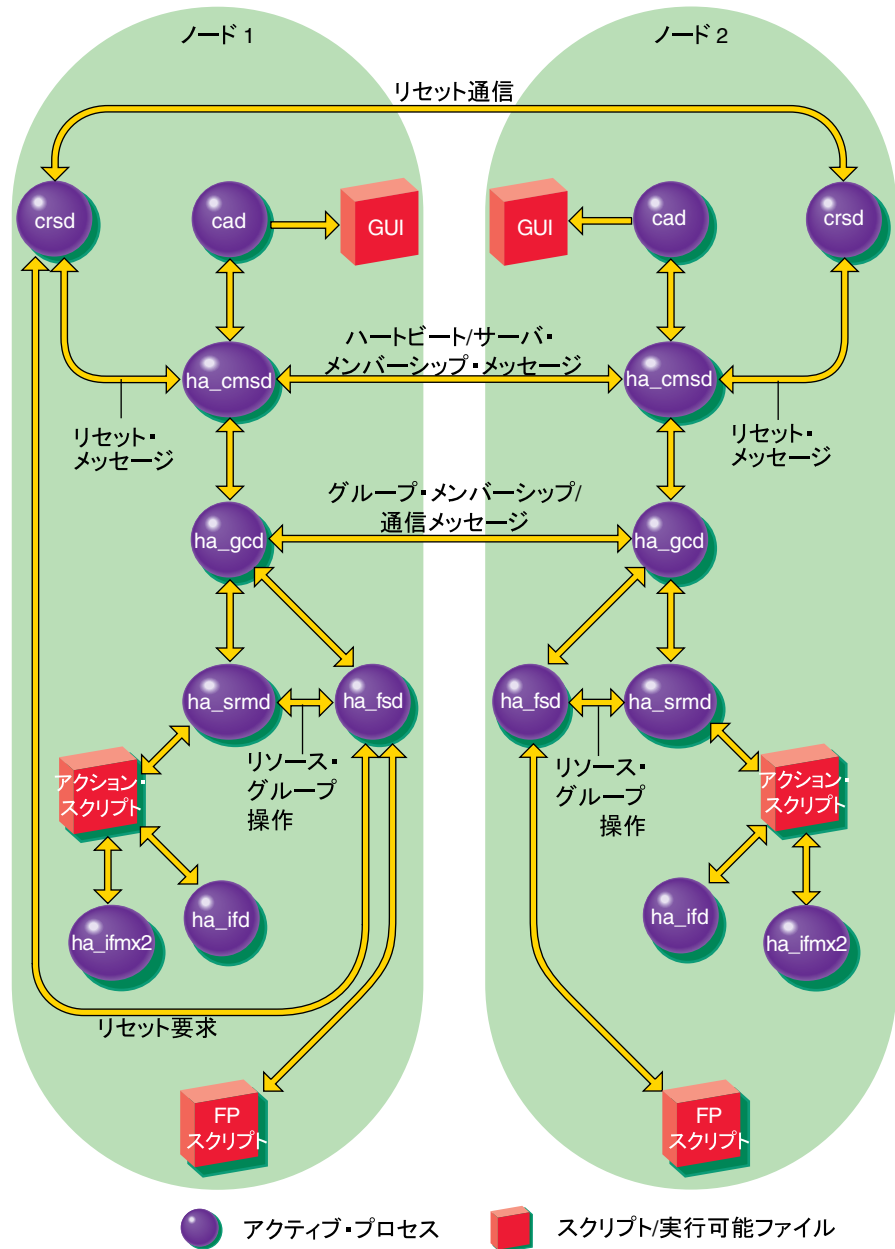 ノード 1
ノード 2
リセット通信
crsd
cad
GUI
GUI
cad
crsd
ハートビート/サーバ・
メンバーシップ・メッセージ
ha_cmsd
ha_cmsd
リセット・
メッセージ
リセット・
メッセージ
グループ・メンバーシップ/
通信メッセージ
ha_gcd
ha_gcd
ha_srmd
ha_fsd
ha_fsd
ha_srmd
リソース・
グループ
操作
リソース・
グループ
操作
アクション・
スクリプト
アクション・
スクリプト
ha_ifmx2
ha_ifd
ha_ifd
ha_ifmx2
リセット要求
FP
スクリプト
FP
スクリプト
アクティブ・プロセス
スクリプト/実行可能ファイル